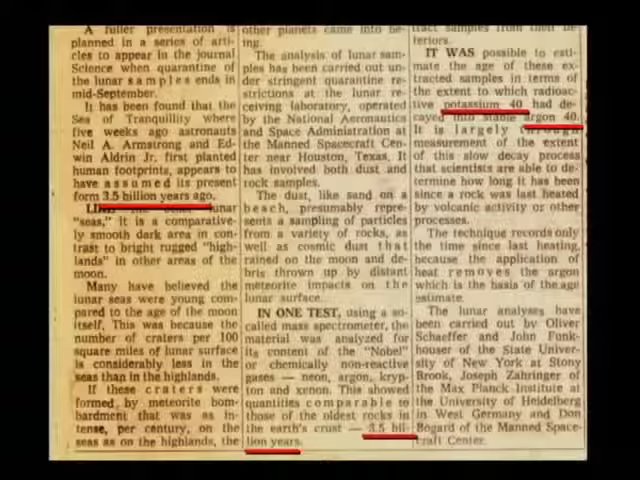 A fuller presentation is
planned in a series of arti-
cles to appear in the journal
Science when quarantine of
the lunar samples ends in
mid-September.
It has been found that the
Sea of Tranquillity where
five weeks ago astronauts
Neil A. Armstrong and Ed-
win Aldrin Jr. first planted
human footprints, appears to
have assumed its present
form 3.5 billion years ago.
LIKE the other lunar
"seas," it is a comparative-
ly smooth dark area in con-
trast to bright rugged "high-
lands" in other areas of the
moon.
Many have believed the
lunar seas were young com-
pared to the age of the moon
itself. This was because the
number of craters per 100
square miles of lunar surface
is considerably less in the
seas than in the highlands.
If these craters were
formed, by meteorite bom-
bardment that was as in-
tense, per century, on the
seas as on the highlands, the
other planets came into be-
ing.
The analysis of lunar sam-
ples has been carried out un-
der stringent quarantine re-
strictions at the lunar re-
ceiving laboratory, operated
by the National Aeronautics
and Space Administration at
the Manned Spacecraft Cen-
ter near Houston, Texas. It
has involved both dust and
rock samples.
The dust, like sand on a
beach, presumably repre-
sents a sampling of particles
from a variety of rocks, as
well as cosmic dust that
rained on the moon and de-
bris thrown up by distant
meteorite impacts on the
lunar surface.
IN ONE TEST, using a so-
called mass spectrometer, the
material was analyzed for
its content of the "Nobel"
or chemically non-reactive
gases — neon, argon, kryp-
ton and xenon. This showed
quantities comparable to
those of the oldest rocks in
the earth's crust — 3.5 bil-
lion years.
tract samples from their in-
teriors.
IT WAS possible to esti-
mate the age of these ex-
tracted samples in terms of
the extent to which radioac-
tive potassium 40 had de-
cayed into stable argon 40.
It is largely through
measurement of the extent
of this slow decay process
that scientists are able to de-
termine how long it has been
since a rock was last heated
by volcanic activity or other
processes.
The technique records only
the time since last heating,
because the application of
heat removes the argon
which is the basis of the age
estimate.
The lunar analyses have
been carried out by Oliver
Schaeffer and John Fonk-
houser of the State Univer-
sity of New York at Stony
Brook, Joseph Zahringer of
the Max Planck Institute at
the University of Heidelberg
in West Germany and Don
Bogard of the Manned Space-
craft Center.